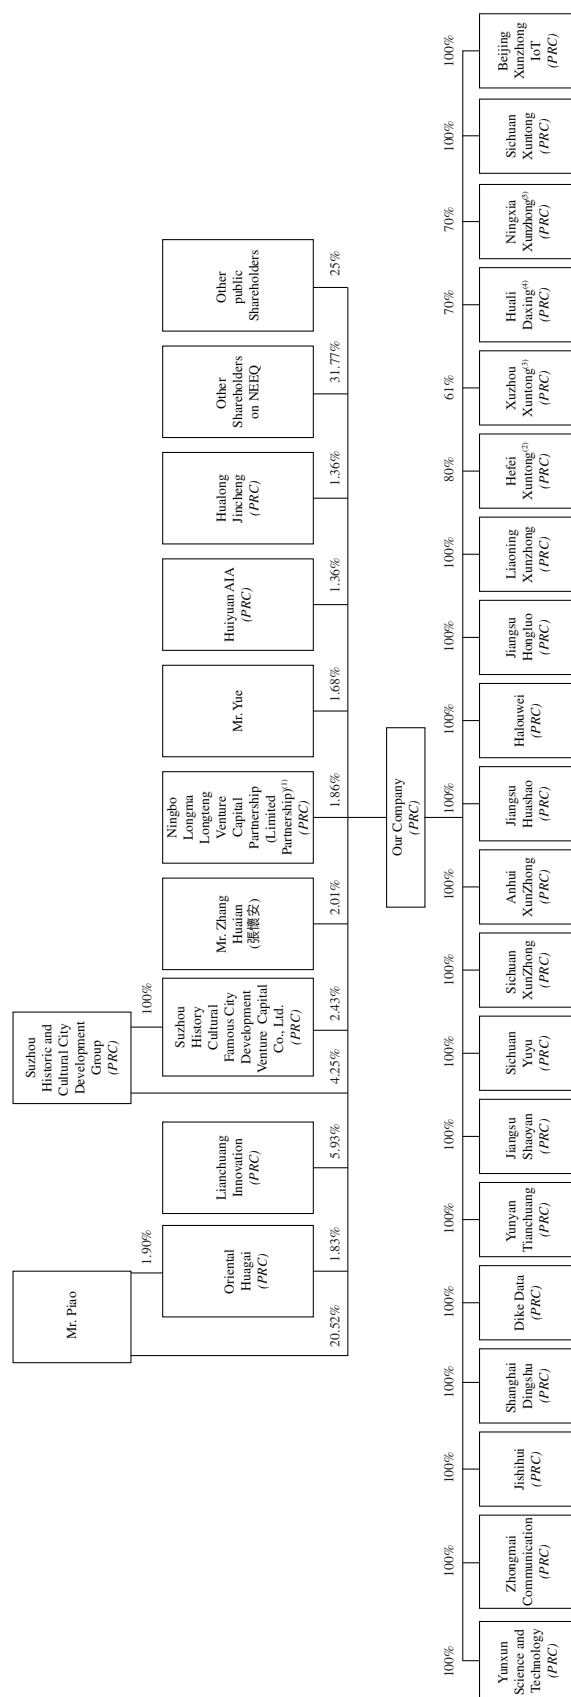 Mr. Piao
Suzhou
Historic and
Cultural City
Development
Group
(PRC)
1.90%
100%
Oriental
Huagai
(PRC)
Lianchuang
Innovation
(PRC)
Suzhou
History
Cultural
Famous City
Development
Venture Capital
Co., Ltd.
(PRC)
Mr. Zhang
Huaian
(張懷安)
Ningbo
Longma
Longteng
Venture
Capital
Partnership
(Limited
Partnership)(1)
(PRC)
Mr. Yue
Huiyuan AIA
(PRC)
Hualong
Jincheng
(PRC)
Other
Shareholders
on NEEQ
Other
public
Shareholders
20.52%
1.83%
5.93%
4.25%
2.43%
2.01%
1.86%
1.68%
1.36%
1.36%
31.77%
25%
Our Company
(PRC)
100%
100%
100%
100%
100%
100%
100%
100%
100%
100%
100%
100%
100%
100%
80%
61%
70%
70%
100%
100%
Yunxun
Science and
Technology
(PRC)
Zhongmai
Communication
(PRC)
Jishihui
(PRC)
Shanghai
Dingshu
(PRC)
Dike Data
(PRC)
Yunyan
Tianchuang
(PRC)
Jiangsu
Shaoyan
(PRC)
Sichuan
Yuyu
(PRC)
Sichuan
XunZhong
(PRC)
Anhui
XunZhong
(PRC)
Jiangsu
Huashao
(PRC)
Halouwei
(PRC)
Jiangsu
Hongluo
(PRC)
Liaoning
Xunzhong
(PRC)
Hefei
Xuntong(2)
(PRC)
Xuzhou
Xuntong(3)
(PRC)
Huali
Daxing(4)
(PRC)
Ningxia
Xunzhong(5)
(PRC)
Sichuan
Xuntong
(PRC)
Beijing
Xunzhong
IoT
(PRC)